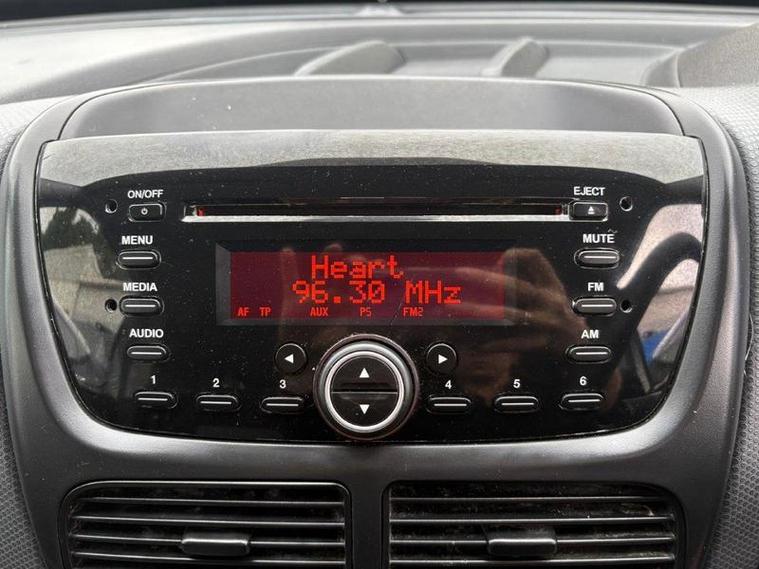 ON/OFF
EJECT
MENU
MUTE
Heart
96.30 MHz
MEDIA
FM
AF TP AUX PS FM2
AUDIO
AM
1 2 3 4 5 6